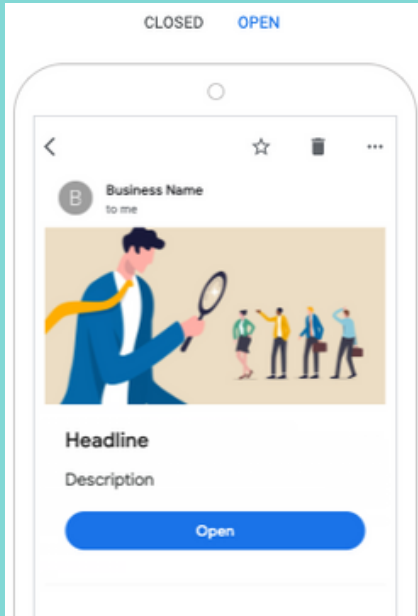 CLOSED OPEN
B
Business Name
to me
Headline
Description
Open